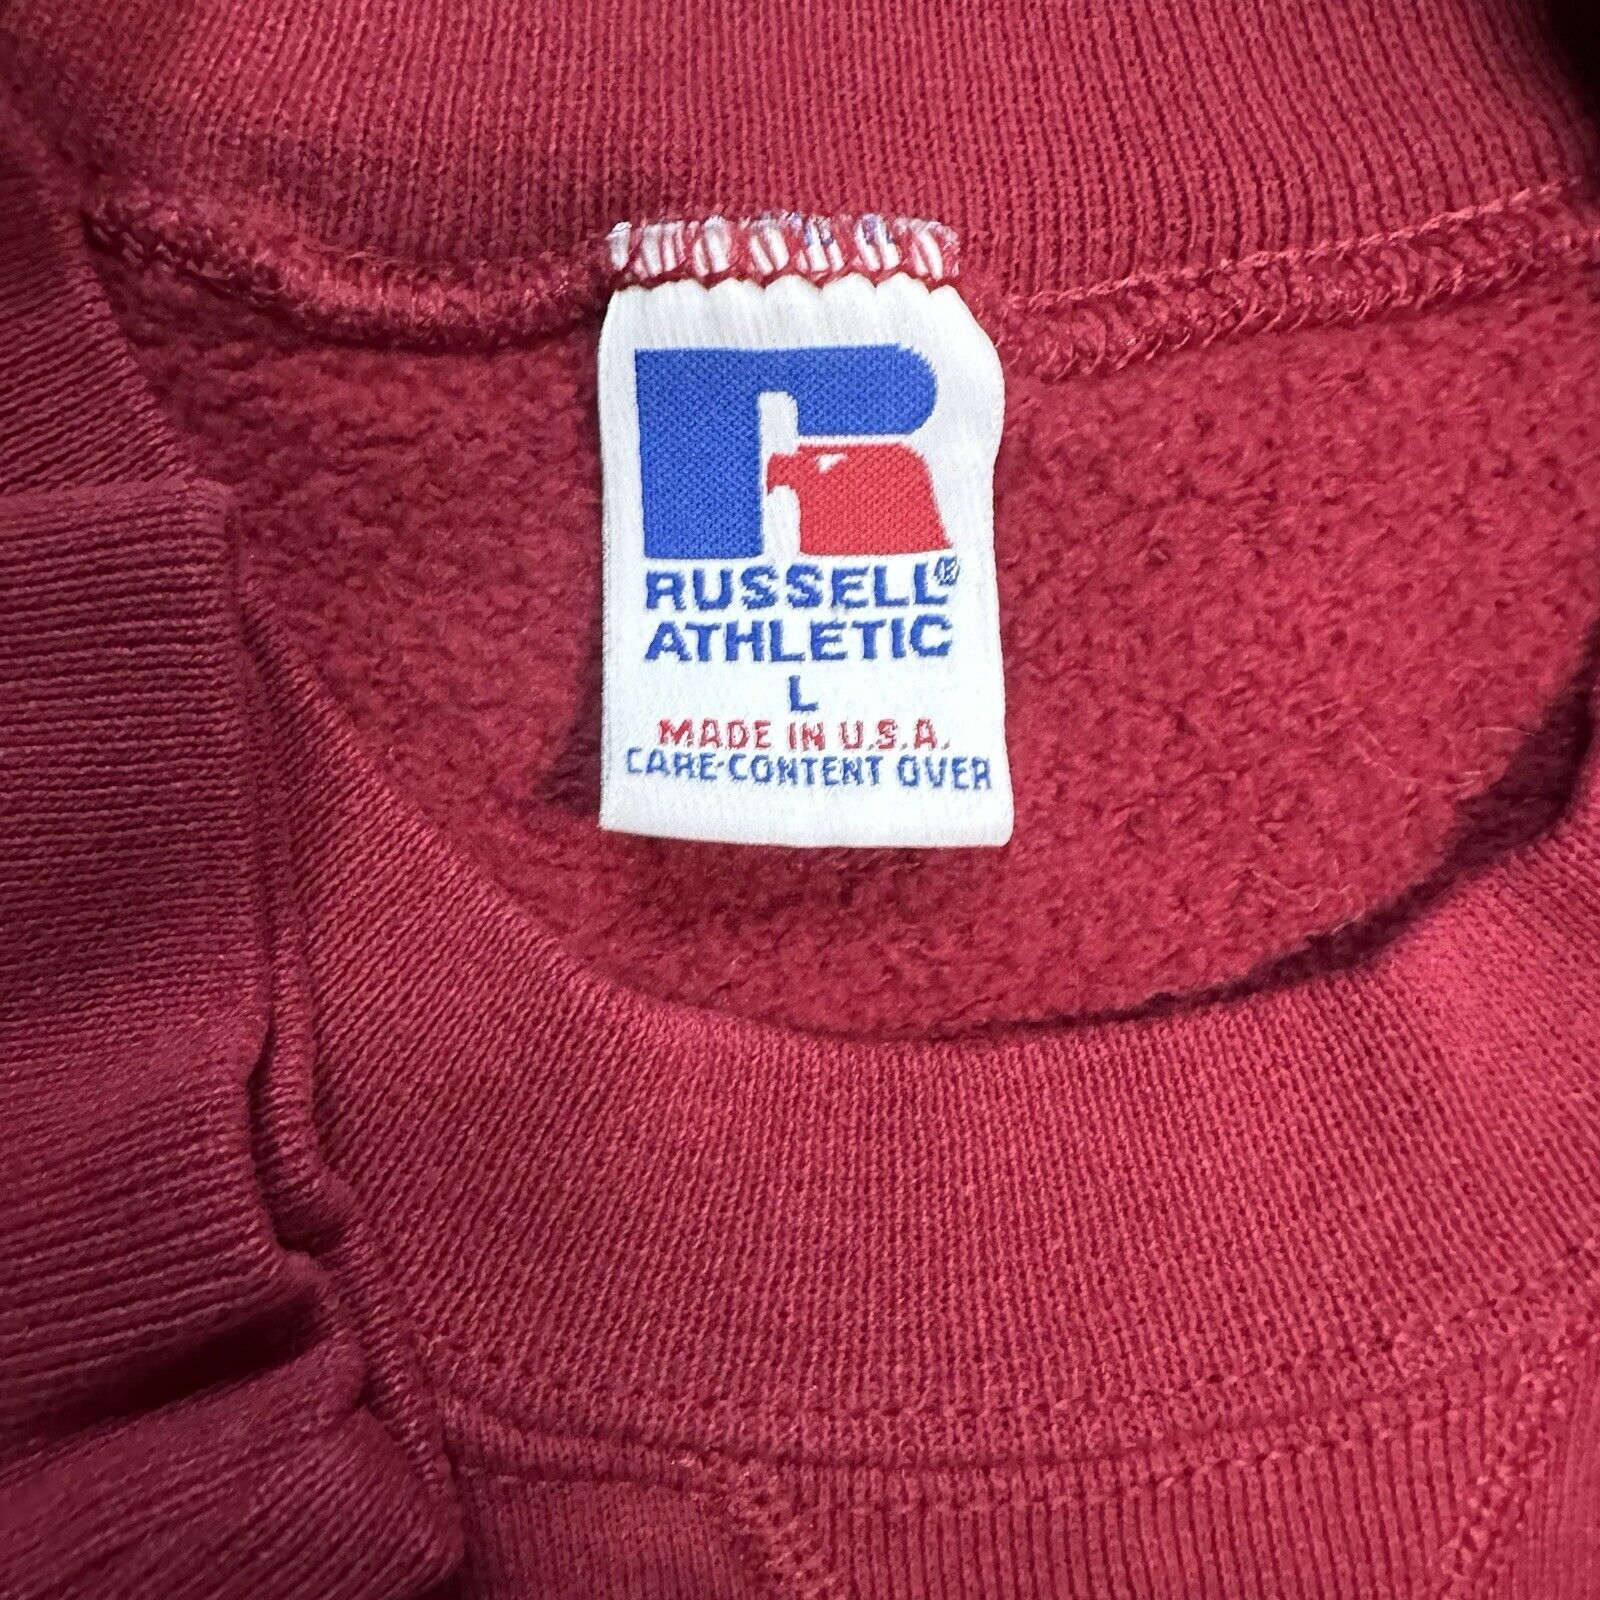 RUSSELL®
ATHLETIC
L
MADE IN U.S.A.
CARE-CONTENT OVER